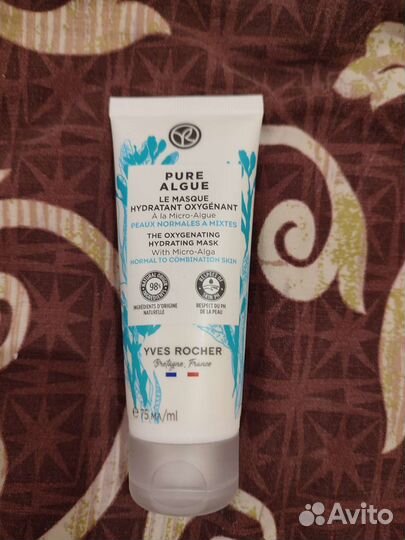 YR
PURE
ALGUE
LE MASQUE
HYDRATANT OXYGÉNANT
À la Micro-Algue
PEAUX NORMALES A MIXTES
THE OXYGENATING
HYDRATING MASK
With Micro-Alga
NORMAL TO COMBINATION SKIN
98%
INGRÉDIENTS D'ORIGINE
NATURELLE
RESPECT DU PH
DE LA PEAU
YVES ROCHER
Bretagne, France
e 75 мл/ml
Avito